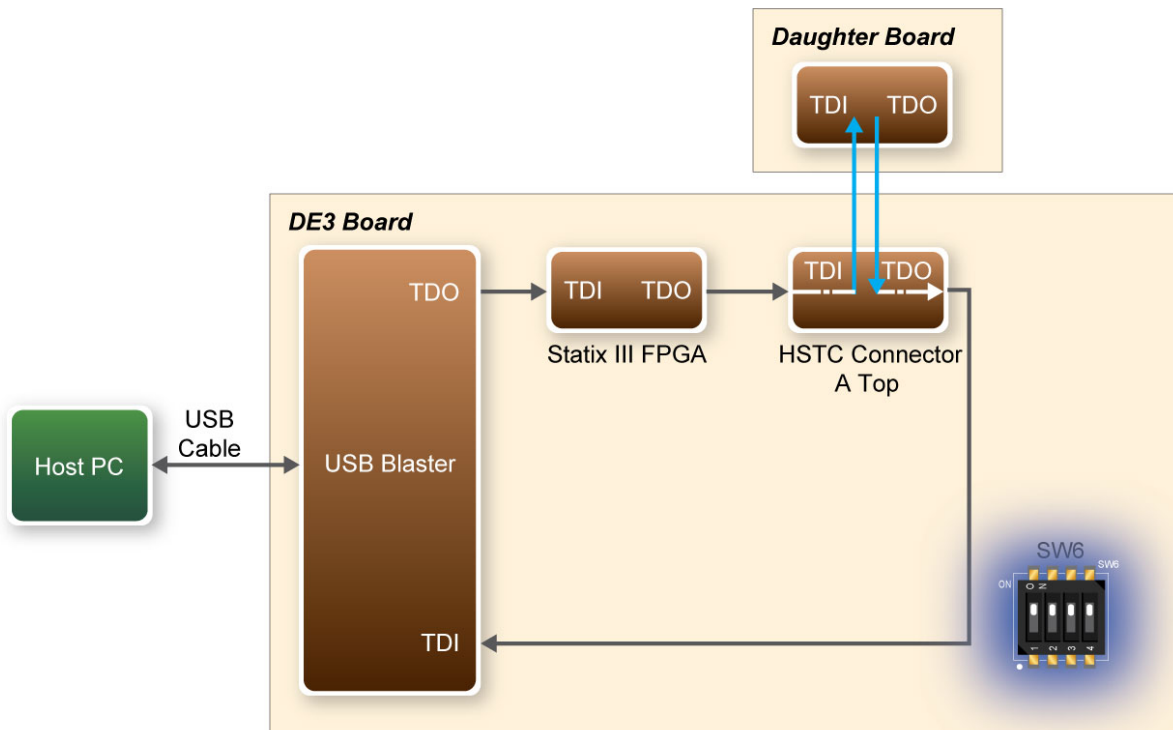 Daughter Board
TDI TDO
DE3 Board
TDO
TDI TDO
TDI TDO
Statix III FPGA
HSTC Connector
A Top
USB
Cable
Host PC
USB Blaster
TDI
SW6
SW6
ON
ON
1 2 3 4